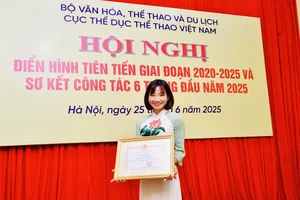 BỘ VĂN HÓA, THỂ THAO VÀ DU LỊCH
CỤC THỂ DỤC THỂ THAO VIỆT NAM
HỘI NGHỊ
ĐIỂN HÌNH TIÊN TIẾN GIAI ĐOẠN 2020-2025 VÀ
SƠ KẾT CÔNG TÁC 6 ĐẦU NĂM 2025
Hà Nội, ngày 25 6 năm 2025